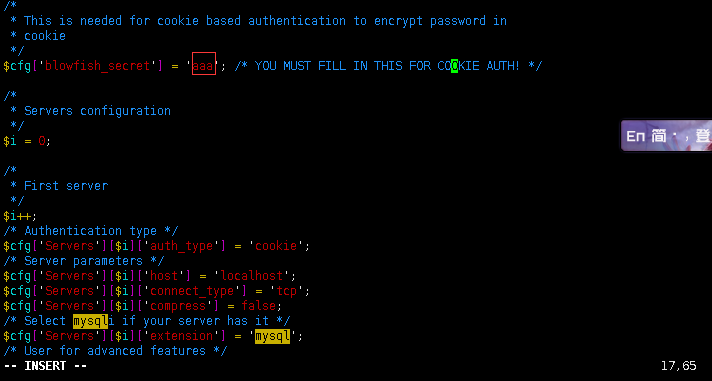 /*
 * This is needed for cookie based authentication to encrypt password in
 * cookie
 */
$cfg['blowfish_secret'] = 'aaa'; /* YOU MUST FILL IN THIS FOR COOKIE AUTH! */
/*
 * Servers configuration
 */
$i = 0;
En 简 · , 登
/*
 * First server
 */
$i++;
/* Authentication type */
$cfg['Servers'][$i]['auth_type'] = 'cookie';
/* Server parameters */
$cfg['Servers'][$i]['host'] = 'localhost';
$cfg['Servers'][$i]['connect_type'] = 'tcp';
$cfg['Servers'][$i]['compress'] = false;
/* Select mysqli if your server has it */
$cfg['Servers'][$i]['extension'] = 'mysql';
/* User for advanced features */
-- INSERT -- 17,65